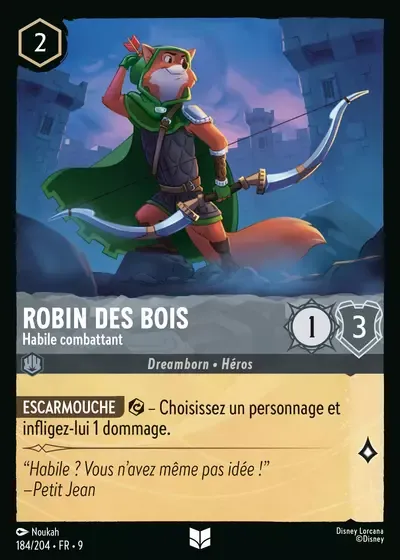 2
ROBIN DES BOIS
Habile combattant
1
3
Dreamborn • Héros
ESCARMOUCHE – Choisissez un personnage et
infligez-lui 1 dommage.
“Habile ? Vous n’avez même pas idée !”
–Petit Jean
Noukah
184/204 • FR • 9
Disney Lorcana
©Disney